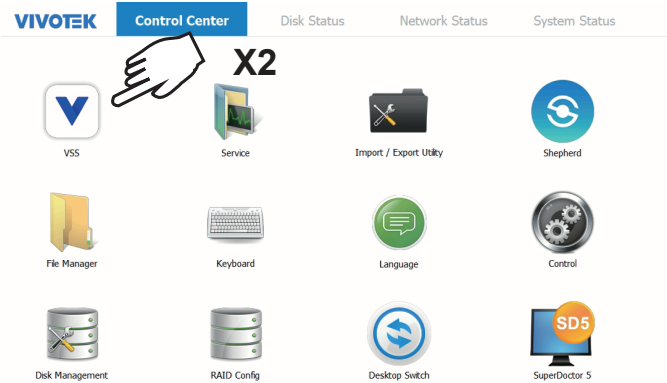 VIVOTEK Control Center Disk Status Network Status System Status
X2
VSS Service Import / Export Utility Shepherd
File Manager Keyboard Language Control
SD5
Disk Management RAID Config Desktop Switch SuperDoctor 5